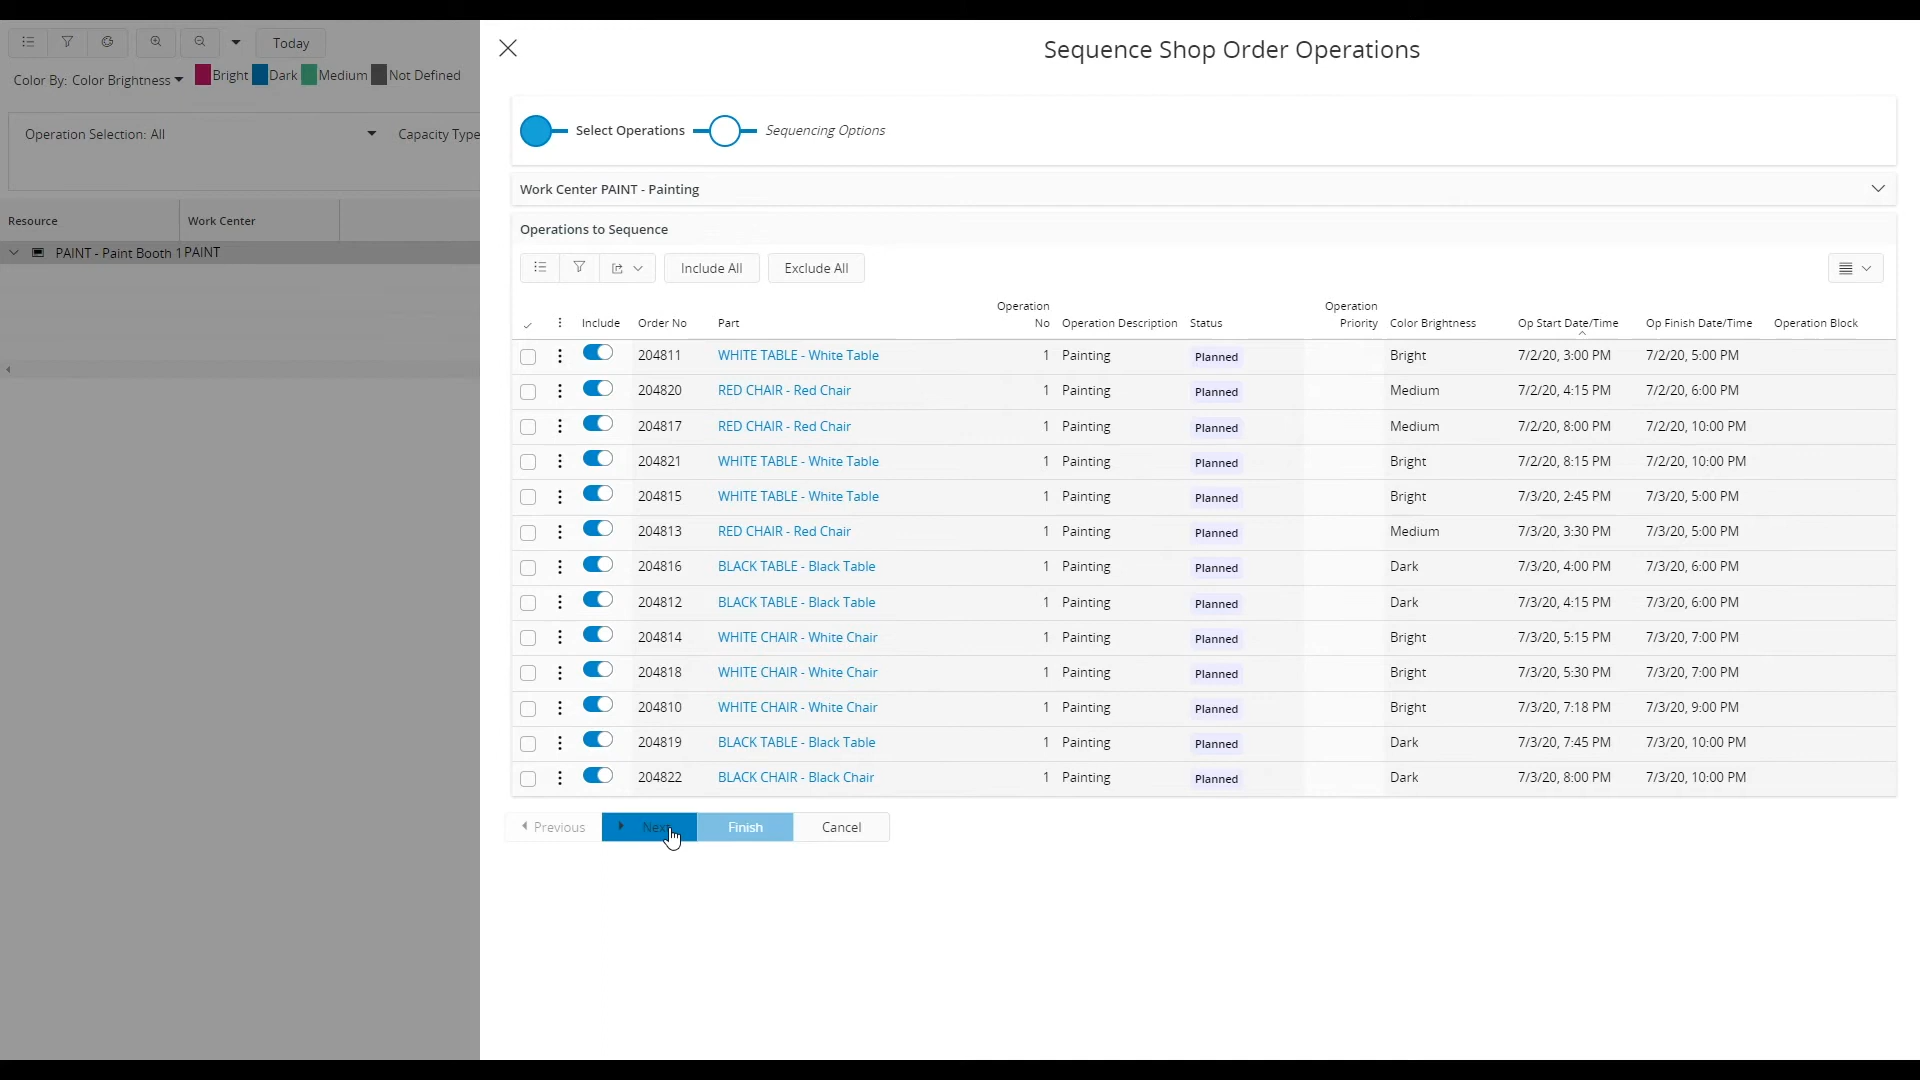 Today
Color By: Color Brightness Bright Dark Medium Not Defined
Operation Selection: All Capacity Type
Resource Work Center
PAINT - Paint Booth 1 PAINT
Sequence Shop Order Operations
Select Operations Sequencing Options
Work Center PAINT - Painting
Operations to Sequence
Include All Exclude All
Include Order No Part Operation No Operation Description Status Operation Priority Color Brightness Op Start Date/Time Op Finish Date/Time Operation Block
204811 WHITE TABLE - White Table 1 Painting Planned Bright 7/2/20, 3:00 PM 7/2/20, 5:00 PM
204820 RED CHAIR - Red Chair 1 Painting Planned Medium 7/2/20, 4:15 PM 7/2/20, 6:00 PM
204817 RED CHAIR - Red Chair 1 Painting Planned Medium 7/2/20, 8:00 PM 7/2/20, 10:00 PM
204821 WHITE TABLE - White Table 1 Painting Planned Bright 7/2/20, 8:15 PM 7/2/20, 10:00 PM
204815 WHITE TABLE - White Table 1 Painting Planned Bright 7/3/20, 2:45 PM 7/3/20, 5:00 PM
204813 RED CHAIR - Red Chair 1 Painting Planned Medium 7/3/20, 3:30 PM 7/3/20, 5:00 PM
204816 BLACK TABLE - Black Table 1 Painting Planned Dark 7/3/20, 4:00 PM 7/3/20, 6:00 PM
204812 BLACK TABLE - Black Table 1 Painting Planned Dark 7/3/20, 4:15 PM 7/3/20, 6:00 PM
204814 WHITE CHAIR - White Chair 1 Painting Planned Bright 7/3/20, 5:15 PM 7/3/20, 7:00 PM
204818 WHITE CHAIR - White Chair 1 Painting Planned Bright 7/3/20, 5:30 PM 7/3/20, 7:00 PM
204810 WHITE CHAIR - White Chair 1 Painting Planned Bright 7/3/20, 7:18 PM 7/3/20, 9:00 PM
204819 BLACK TABLE - Black Table 1 Painting Planned Dark 7/3/20, 7:45 PM 7/3/20, 10:00 PM
204822 BLACK CHAIR - Black Chair 1 Painting Planned Dark 7/3/20, 8:00 PM 7/3/20, 10:00 PM
Previous Next Finish Cancel